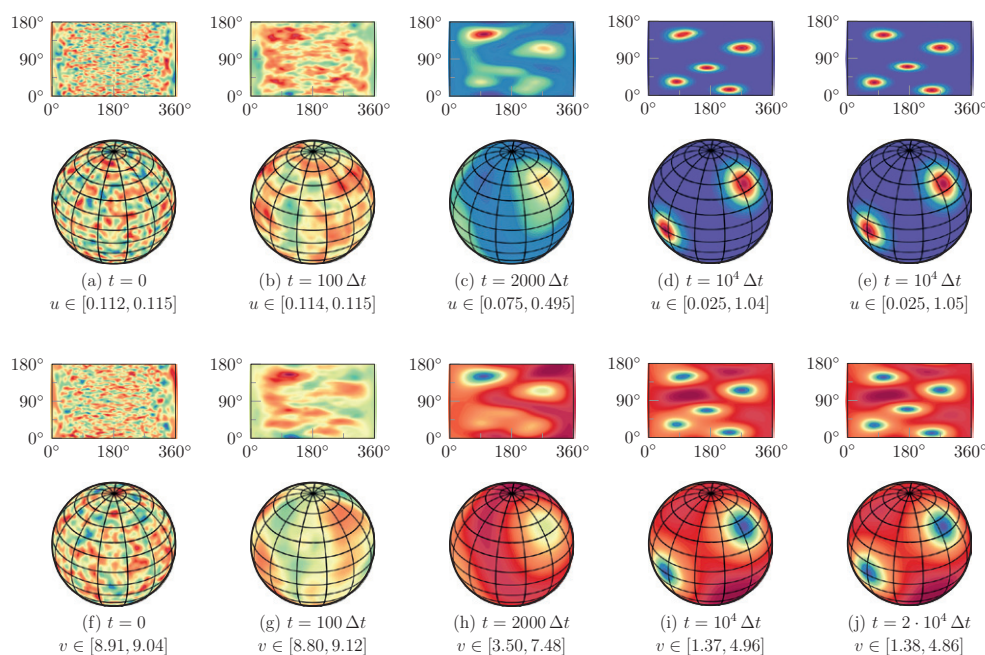 180° 180° 180° 180° 180°
90° 90° 90° 90° 90°
0° 0° 0° 0° 0°
0° 180° 360° 0° 180° 360° 0° 180° 360° 0° 180° 360° 0° 180° 360°
(a) t = 0 (b) t = 100 Δt (c) t = 2000 Δt (d) t = 10⁴ Δt (e) t = 10⁴ Δt
u ∈ [0.112, 0.115] u ∈ [0.114, 0.115] u ∈ [0.075, 0.495] u ∈ [0.025, 1.04] u ∈ [0.025, 1.05]
180° 180° 180° 180° 180°
90° 90° 90° 90° 90°
0° 0° 0° 0° 0°
0° 180° 360° 0° 180° 360° 0° 180° 360° 0° 180° 360° 0° 180° 360°
(f) t = 0 (g) t = 100 Δt (h) t = 2000 Δt (i) t = 10⁴ Δt (j) t = 2 · 10⁴ Δt
v ∈ [8.91, 9.04] v ∈ [8.80, 9.12] v ∈ [3.50, 7.48] v ∈ [1.37, 4.96] v ∈ [1.38, 4.86]